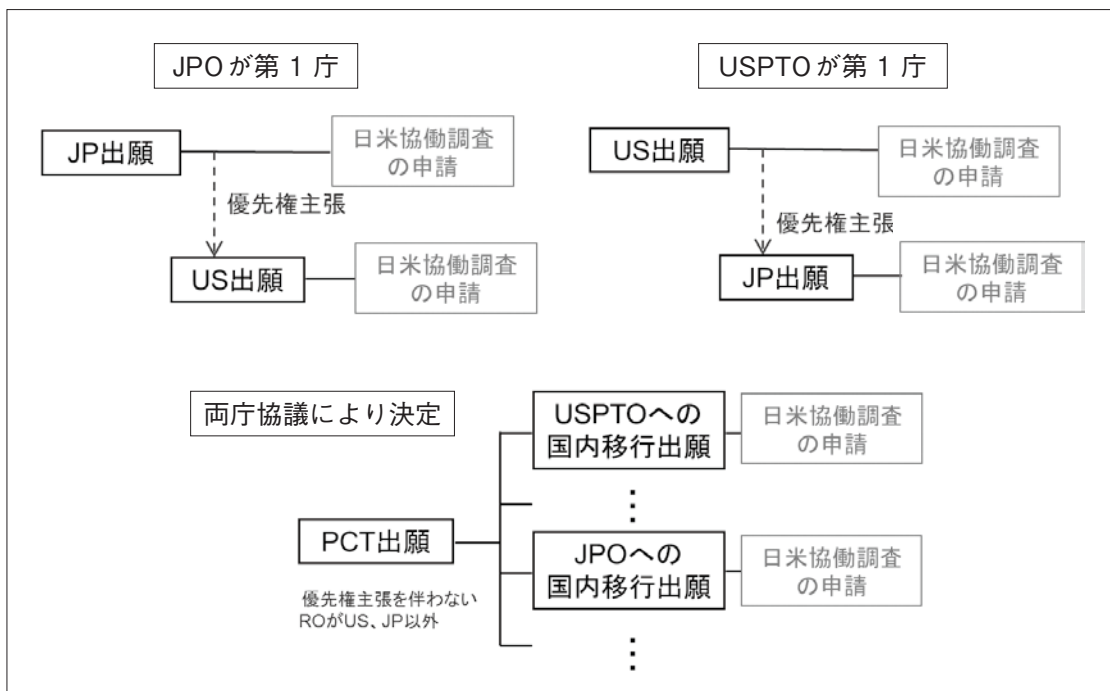 JPOが第1庁
JP出願
日米協働調査
の申請
優先権主張
US出願
日米協働調査
の申請
USPTOが第1庁
US出願
日米協働調査
の申請
優先権主張
JP出願
日米協働調査
の申請
両庁協議により決定
USPTOへの
国内移行出願
日米協働調査
の申請
⋮
PCT出願
JPOへの
国内移行出願
日米協働調査
の申請
優先権主張を伴わない
ROがUS、JP以外
⋮